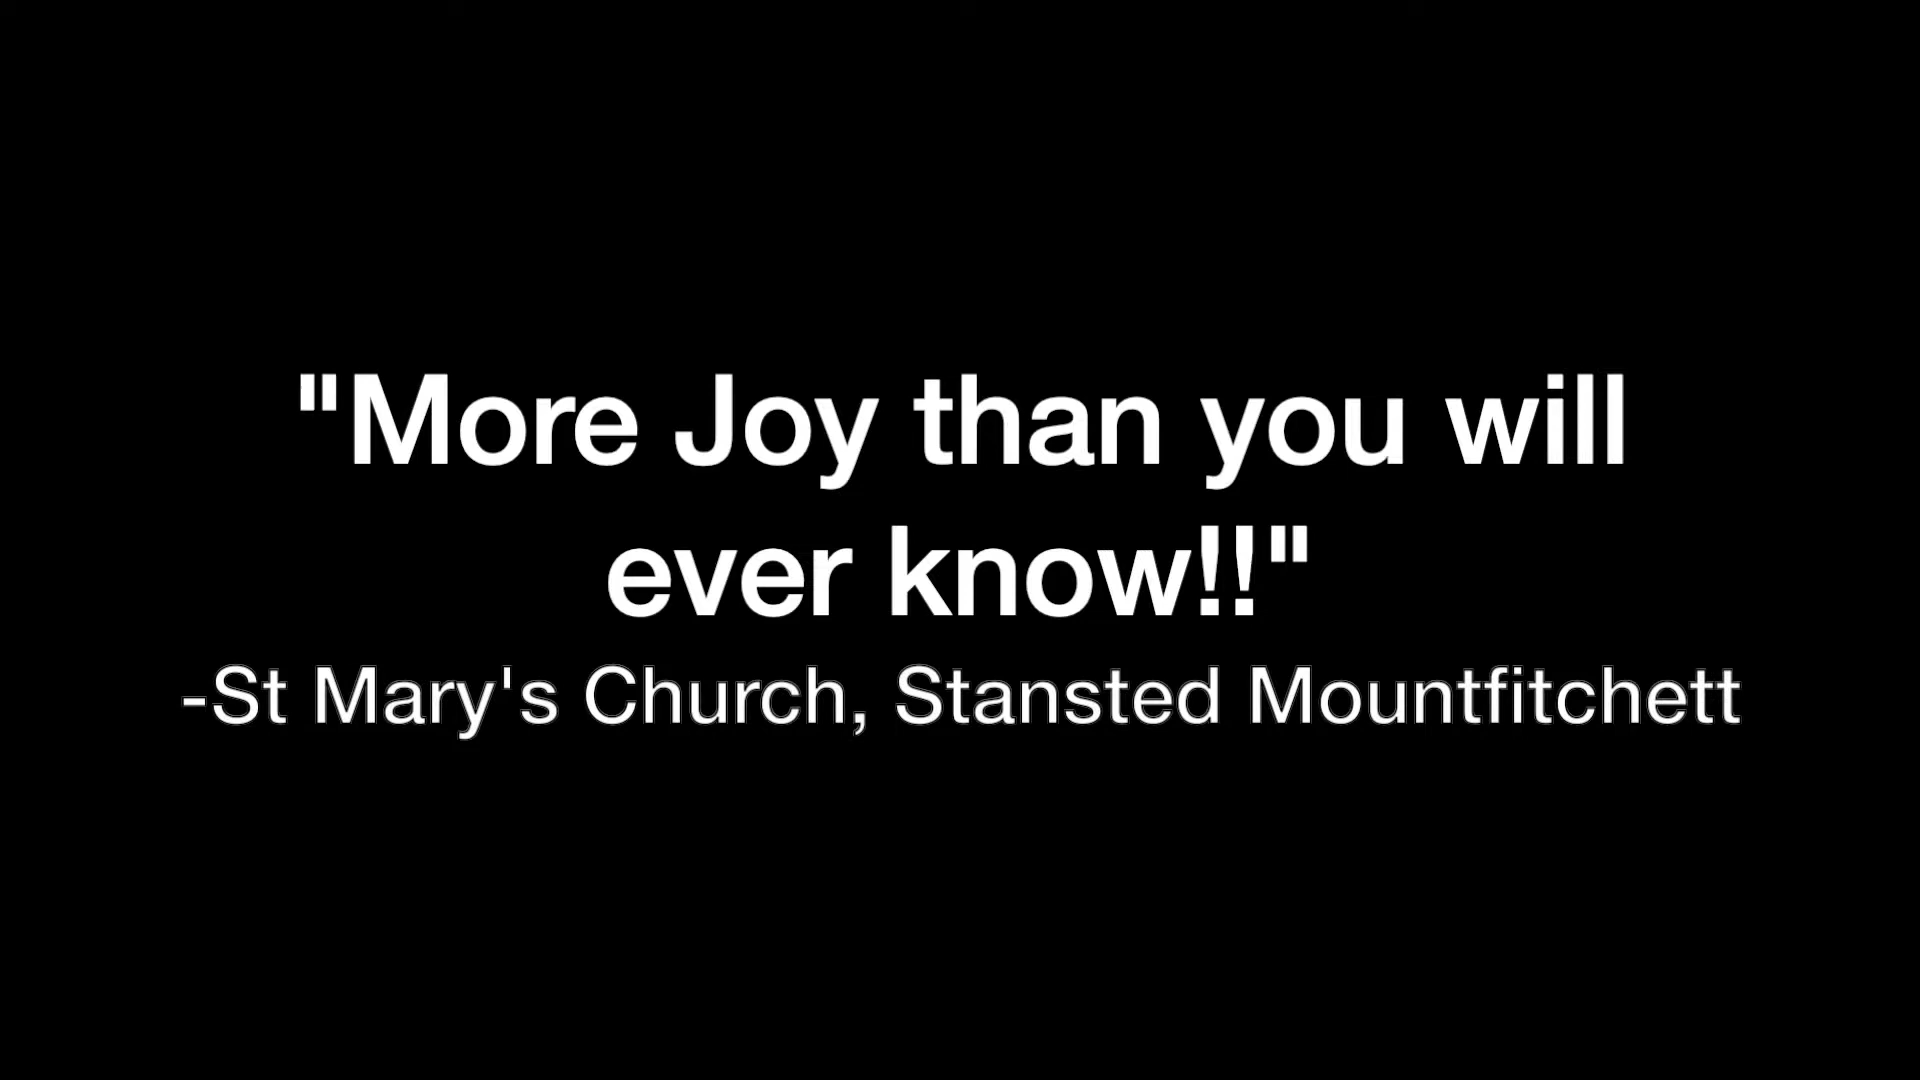 "More Joy than you will
ever know!!"
-St Mary's Church, Stansted Mountfitchett